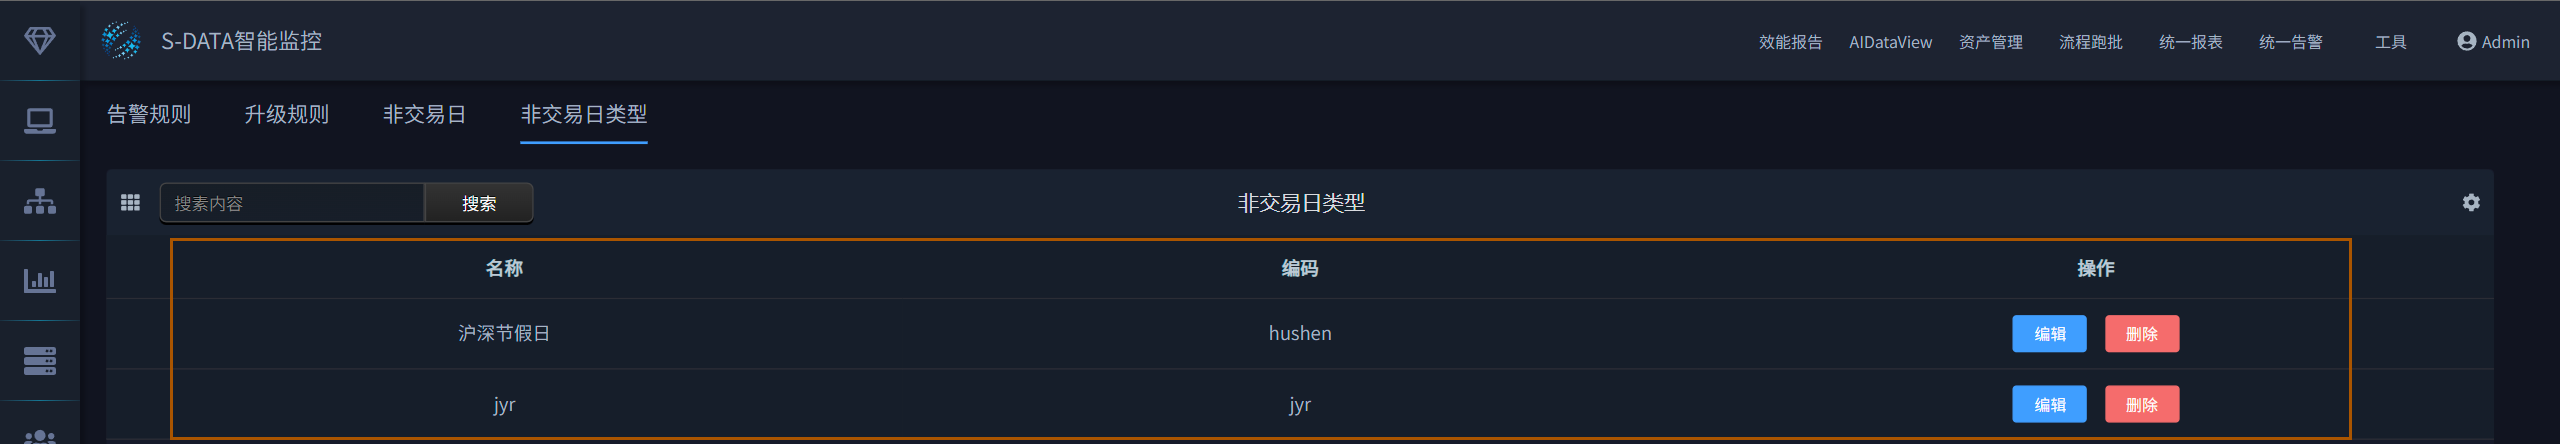 S-DATA智能监控 效能报告 AIDataView 资产管理 流程跑批 统一报表 统一告警 工具 Admin
告警规则 升级规则 非交易日 非交易日类型
搜素内容 搜索 非交易日类型
名称 编码 操作
沪深节假日 hushen 编辑 删除
jyr jyr 编辑 删除